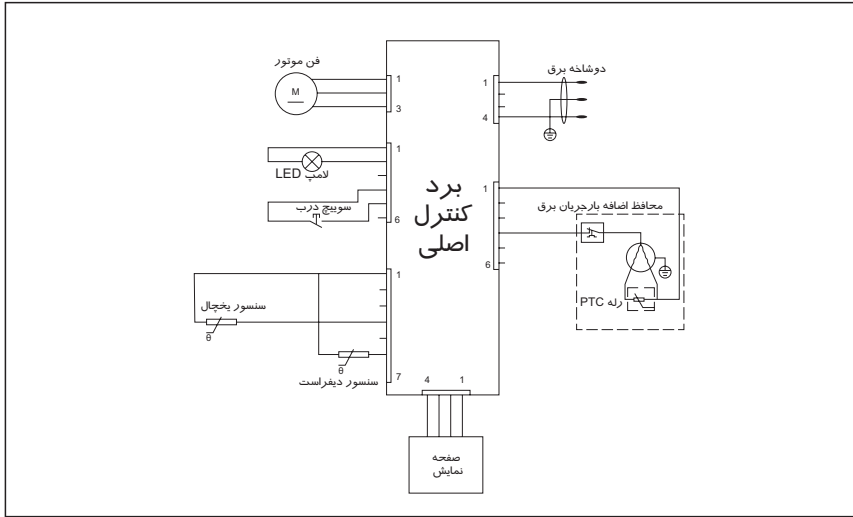 فن موتور
M
1
3
لامپ LED
1
سوییچ درب
6
سنسور یخچال
θ
1
θ
سنسور دیفراست
7
برد
کنترل
اصلی
دوشاخه برق
1
4
محافظ اضافه بارجریان برق
1
6
رله PTC
4
1
صفحه
نمایش